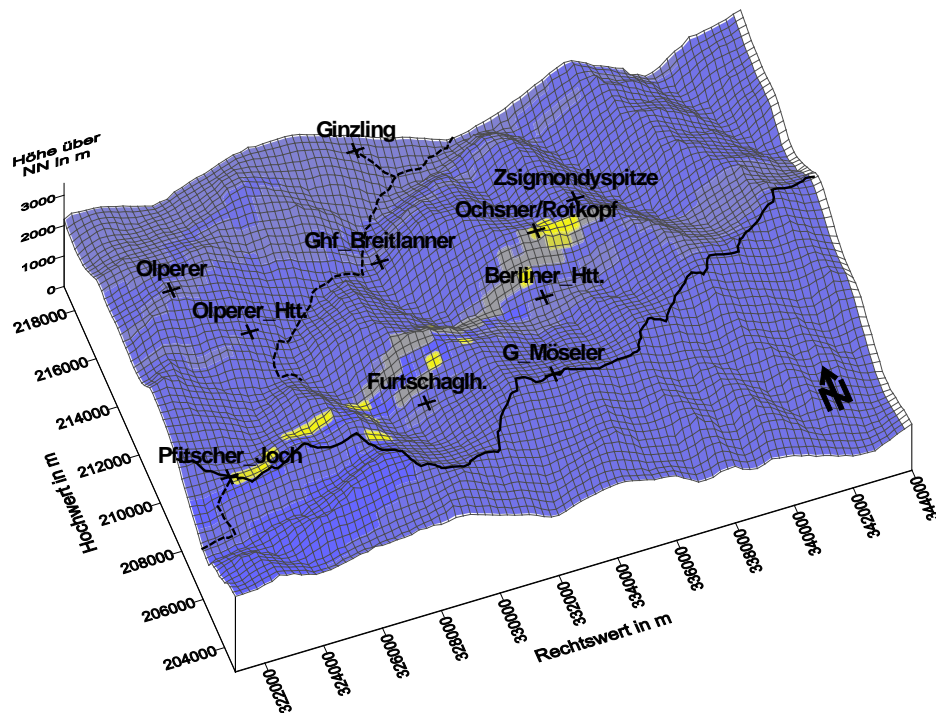 Ginzling
Höhe über
NN in m
Zsigmondyspitze
3000
Ochsner/Rotkopf
2000
Ghf_Breitlanner
1000
Olperer
Berliner_Htt.
0
Olperer_Htt.
218000
G_Möseler
216000
Furtschaglh.
N
214000
Pfitscher_Joch
212000
Hochwert in m
210000
208000
206000
204000
322000
324000
326000
328000
330000
332000
334000
336000
338000
340000
342000
344000
Rechtswert in m